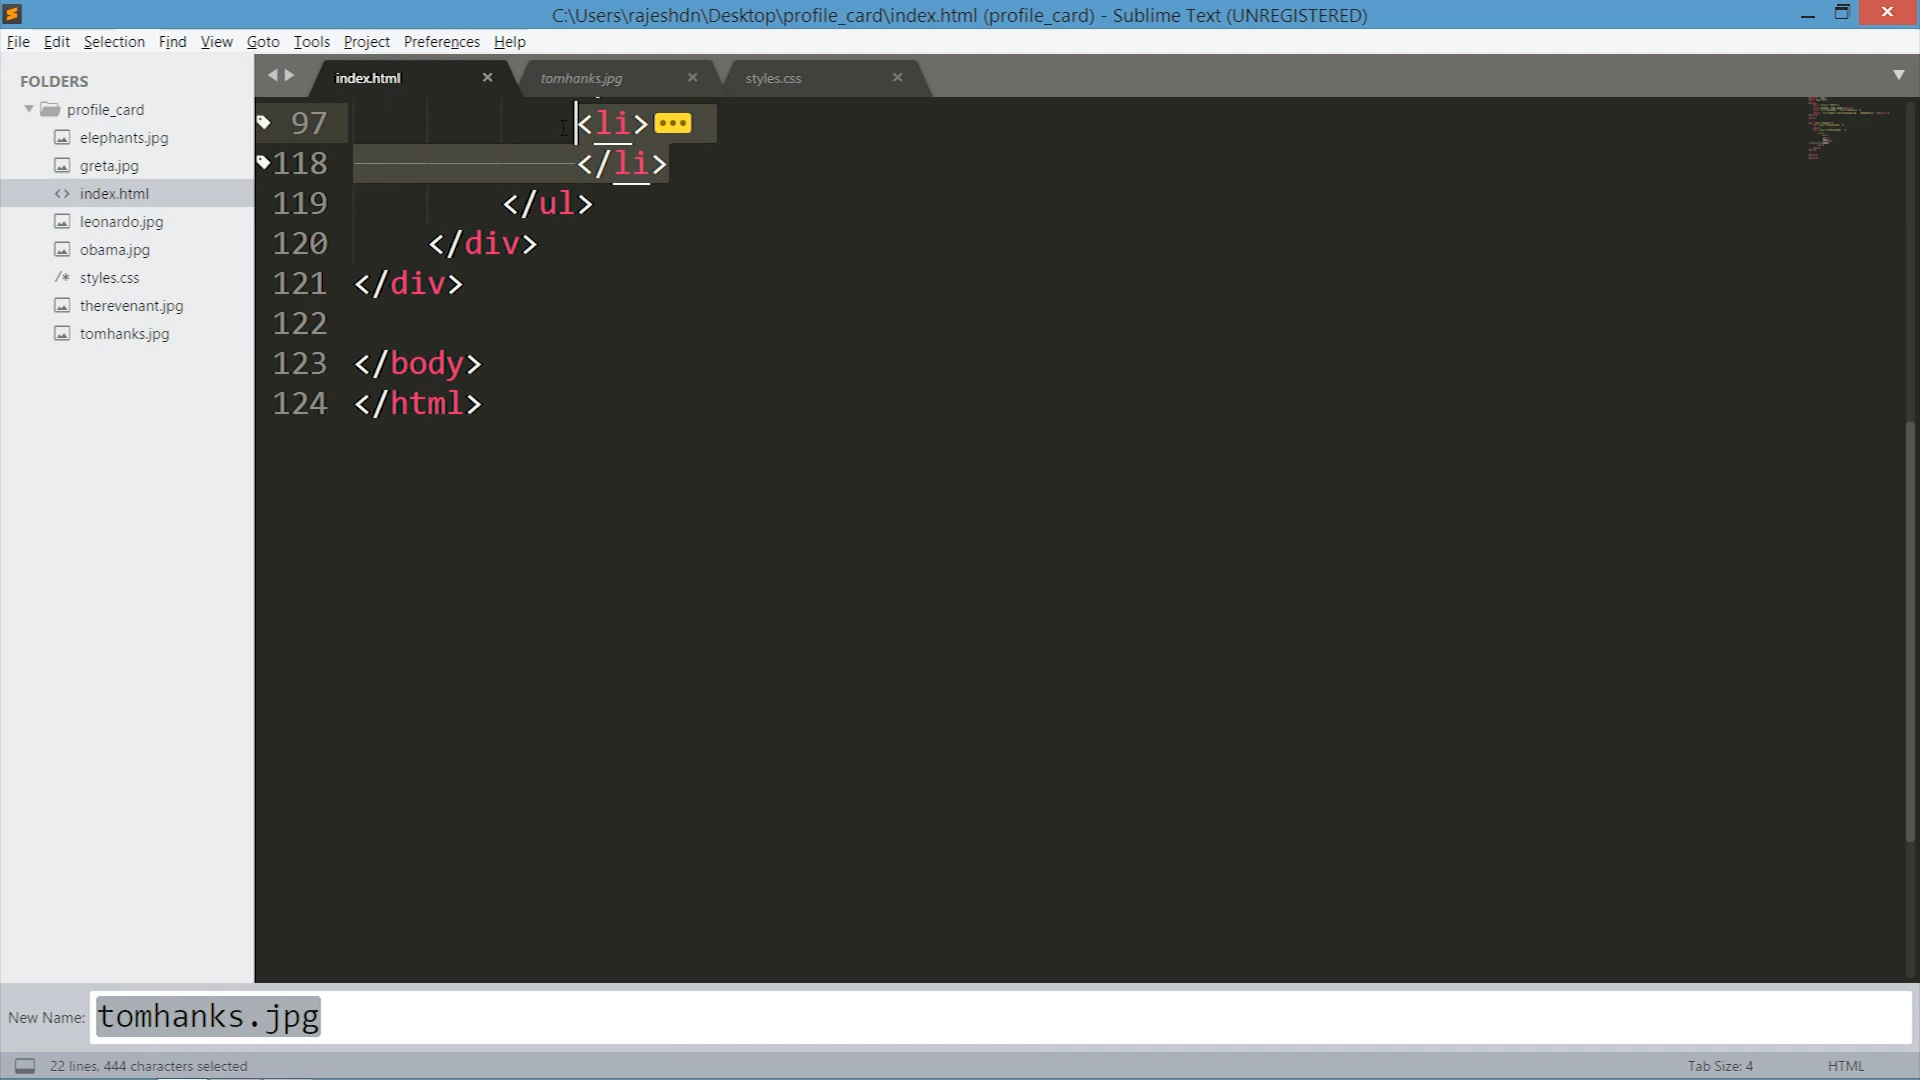 C:\Users\rajeshdn\Desktop\profile_card\index.html (profile_card) - Sublime Text (UNREGISTERED)
File Edit Selection Find View Goto Tools Project Preferences Help
FOLDERS
profile_card
elephants.jpg
greta.jpg
<> index.html
leonardo.jpg
obama.jpg
/* styles.css
therevenant.jpg
tomhanks.jpg
index.html tomhanks.jpg styles.css
97 <li>
118 </li>
119 </ul>
120 </div>
121 </div>
122
123 </body>
124 </html>
New Name: tomhanks.jpg
22 lines, 444 characters selected Tab Size: 4 HTML